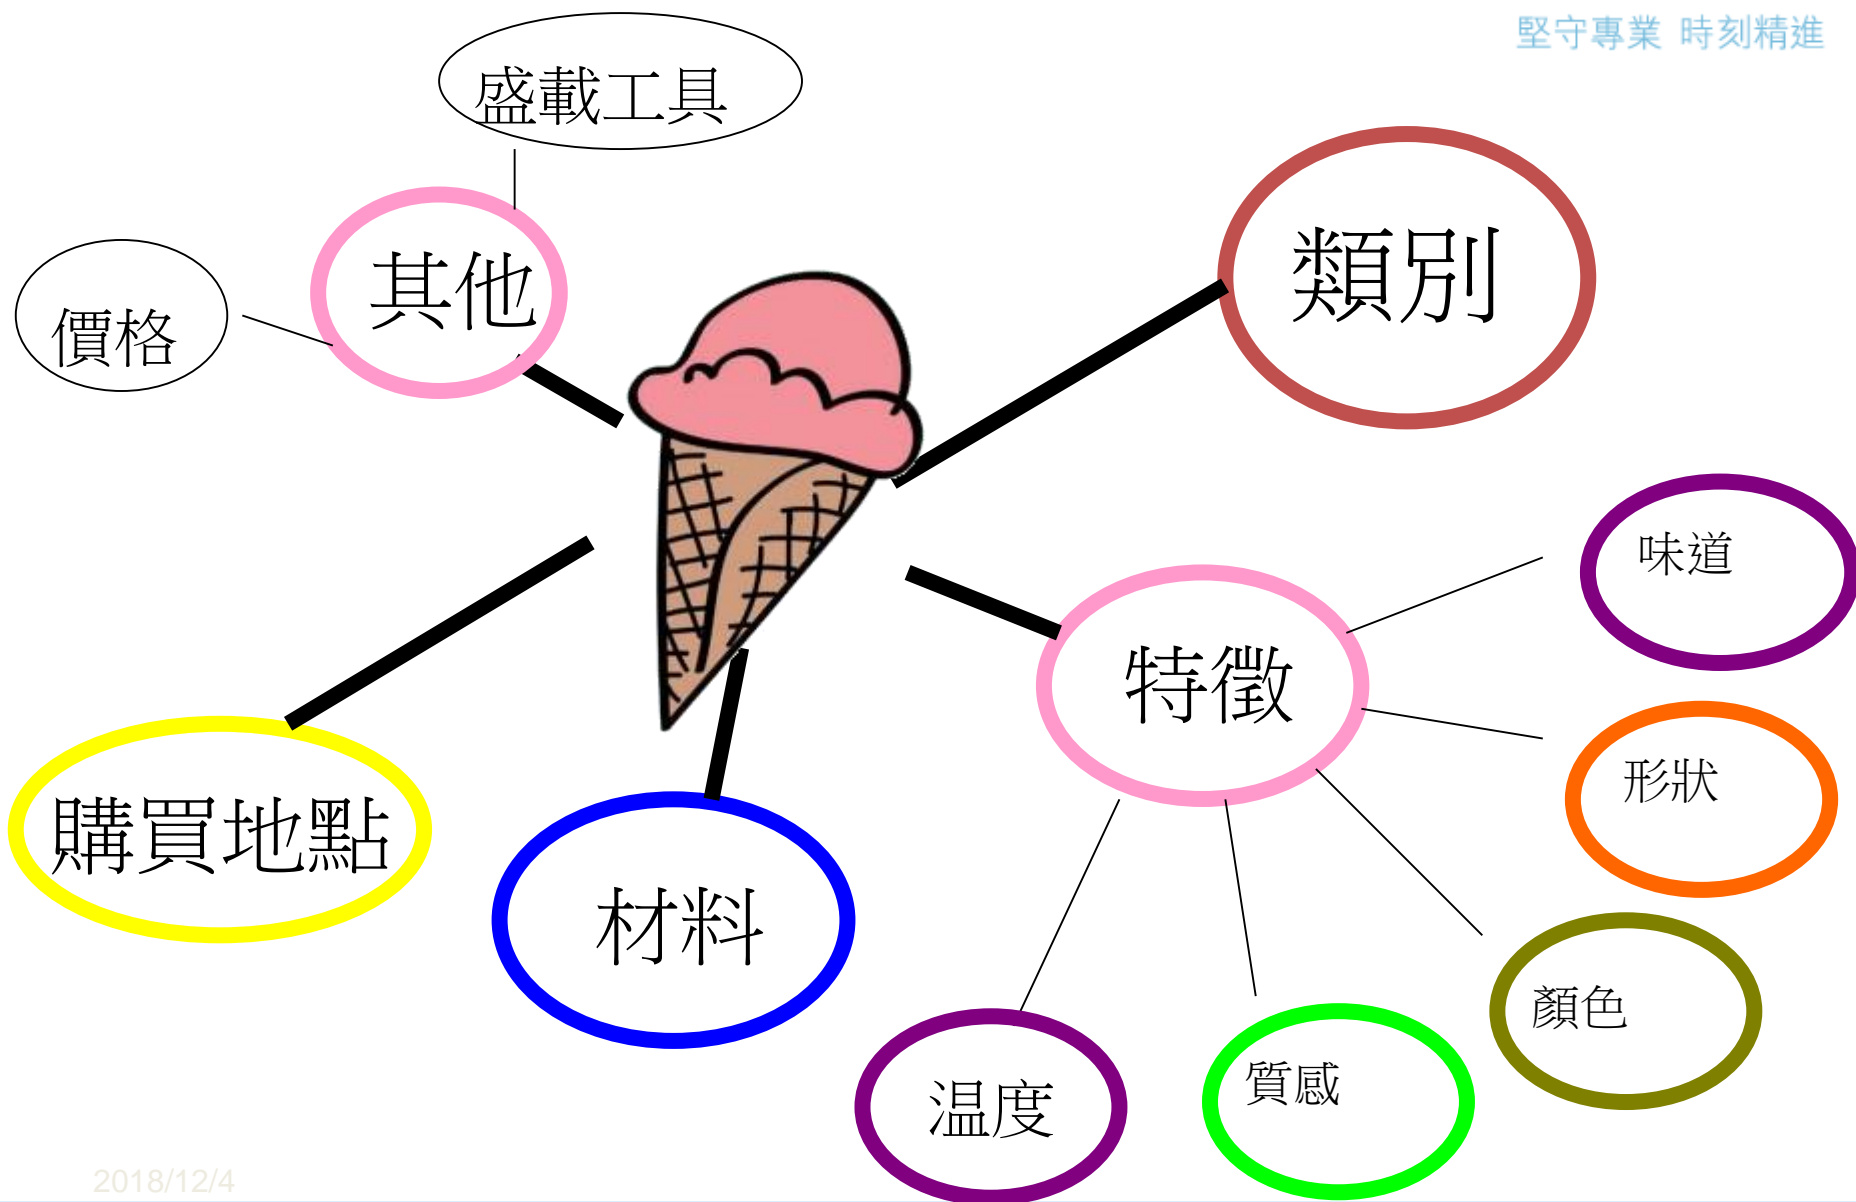 堅守專業 時刻精進
盛載工具
類別
其他
價格
味道
特徵
形狀
購買地點
材料
顏色
質感
温度
2018/12/4